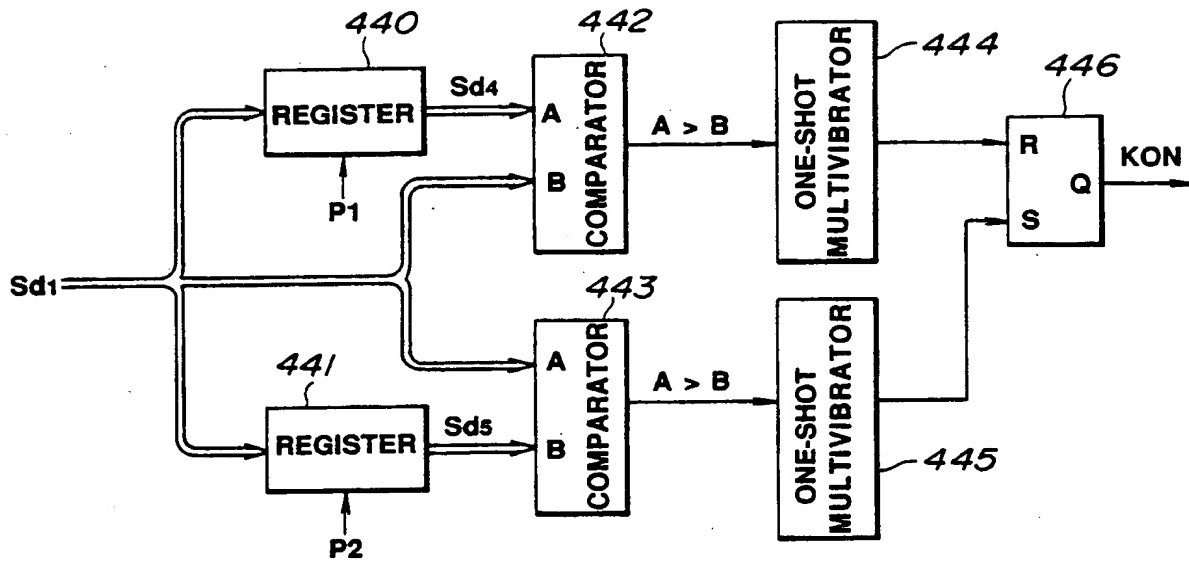 440
REGISTER
P1
Sd4
442
A
B
COMPARATOR
A > B
444
ONE-SHOT
MULTIVIBRATOR
446
R
S
Q
KON
Sd1
441
REGISTER
P2
Sd5
443
A
B
COMPARATOR
A > B
ONE-SHOT
MULTIVIBRATOR
445